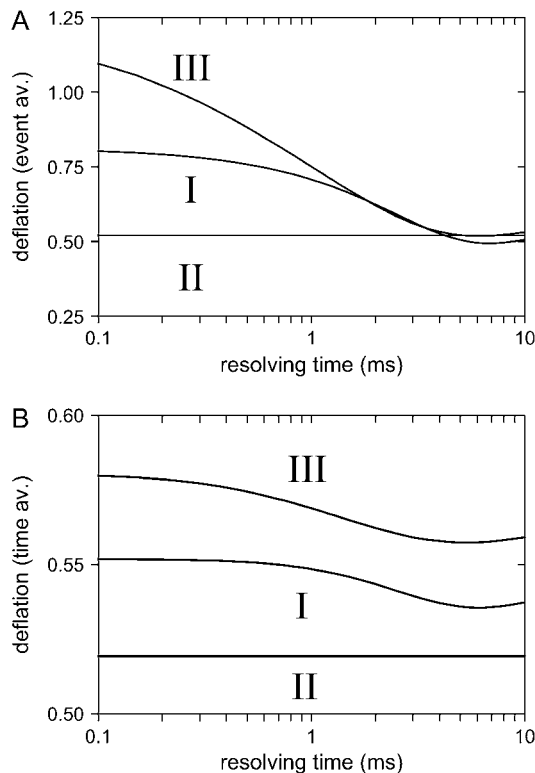 A
deflation (event av.)
1.25
1.00
0.75
0.50
0.25
III
I
II
0.1
1
10
resolving time (ms)
B
deflation (time av.)
0.60
0.55
0.50
III
I
II
0.1
1
10
resolving time (ms)